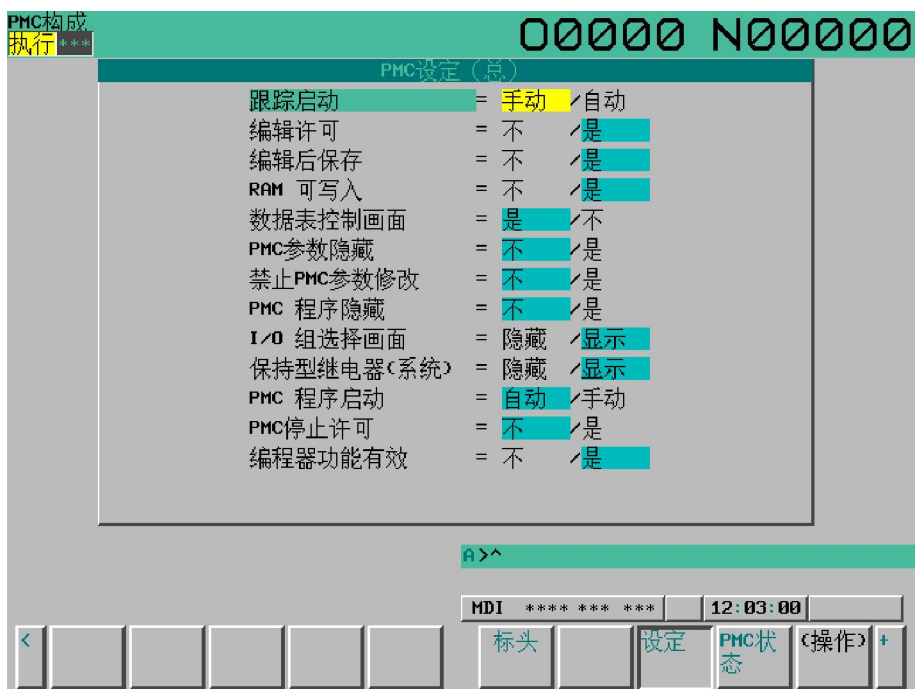 PMC构成
执行 *** O0000 N00000
PMC设定（总）
跟踪启动 = 手动 /自动
编辑许可 = 不 /是
编辑后保存 = 不 /是
RAM 可写入 = 不 /是
数据表控制画面 = 是 /不
PMC参数隐藏 = 不 /是
禁止PMC参数修改 = 不 /是
PMC 程序隐藏 = 不 /是
I/O 组选择画面 = 隐藏 /显示
保持型继电器(系统) = 隐藏 /显示
PMC 程序启动 = 自动 /手动
PMC停止许可 = 不 /是
编程器功能有效 = 不 /是
A>^
MDI **** *** *** 12:03:00
< 标头 设定 PMC状态 (操作) +